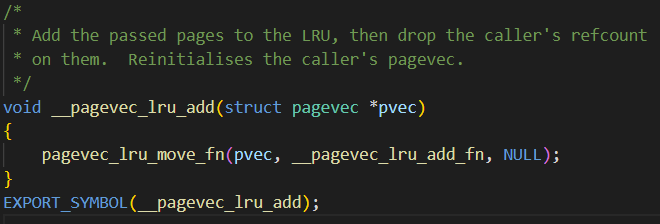 /*
 * Add the passed pages to the LRU, then drop the caller's refcount
 * on them.  Reinitialises the caller's pagevec.
 */
void __pagevec_lru_add(struct pagevec *pvec)
{
    pagevec_lru_move_fn(pvec, __pagevec_lru_add_fn, NULL);
}
EXPORT_SYMBOL(__pagevec_lru_add);